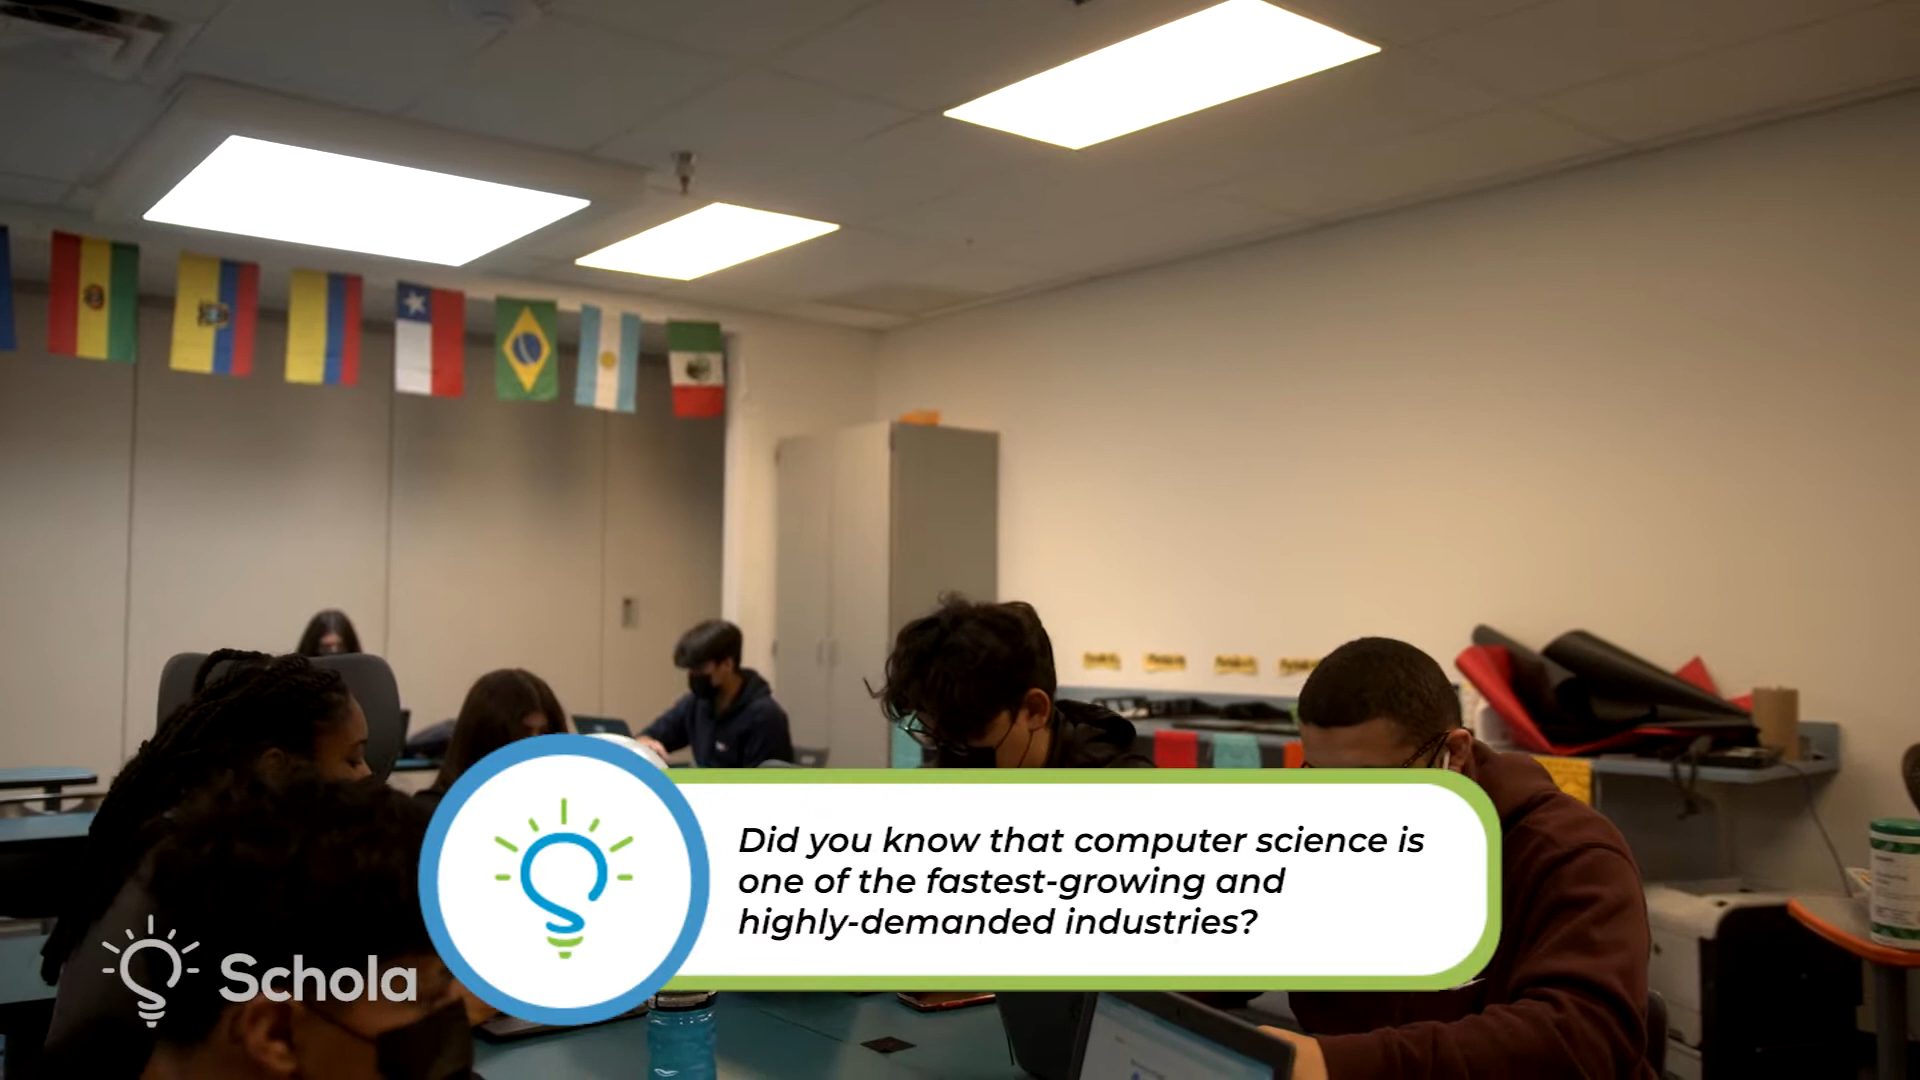 Did you know that computer science is
one of the fastest-growing and
highly-demanded industries?
Schola